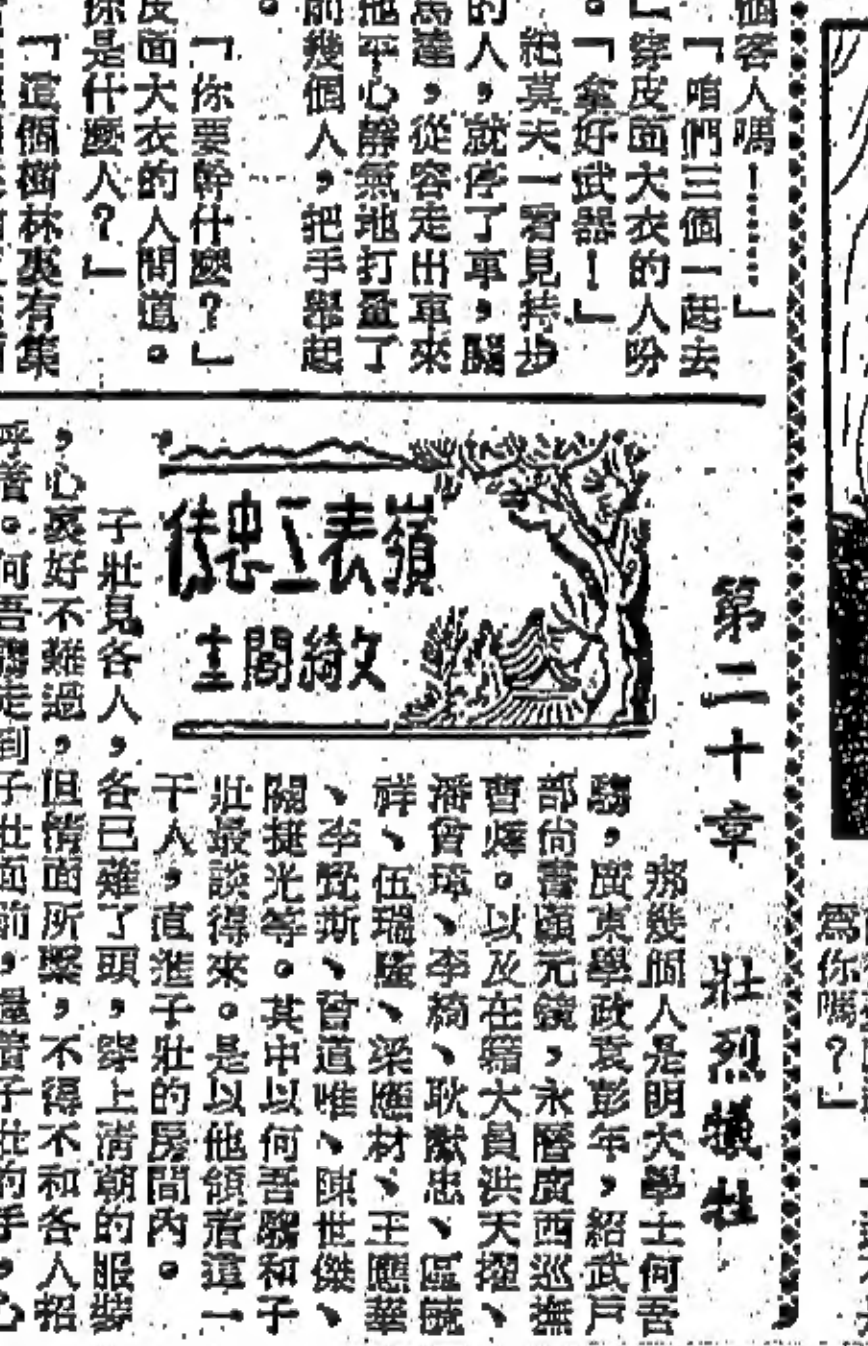 個客人嗎!……」
「咱們三個一起去
」穿皮面大衣的人吩
。「拿好武器!」
紀莫夫一看見持步
的人,就停了車,關
馬達,從容走出車來
他平心靜氣地打量了
前幾個人,把手舉起
。
「你要幹什麼?」
皮面大衣的人問道。
你是什麼人?」
「這個樹林裏有集
為你嗎?」
第二十章 壯烈犧牲
嶺表三忠傳
文綺閣主
那幾個人是明大學士何吾
騶,廣東學政袁彭年,紹武戶
部尚書顧元鏡,永曆廣西巡撫
曹燁。以及在籍大員洪天擢、
潘曾瑋、李綺、耿獻忠、區
祥、伍瑞隆、梁應材、王應華
、李覺斯、曾道唯、陳世傑、
關捷光等。其中以何吾騶和子
壯最談得來。是以他領着這一
干人,直進子壯的房間內。
子壯見各人,各已薙了頭,穿上清朝的服裝
,心裏好不難過,但情面所繫,不得不和各人招
呼着。何吾騶走到子壯面前,子壯的手,心